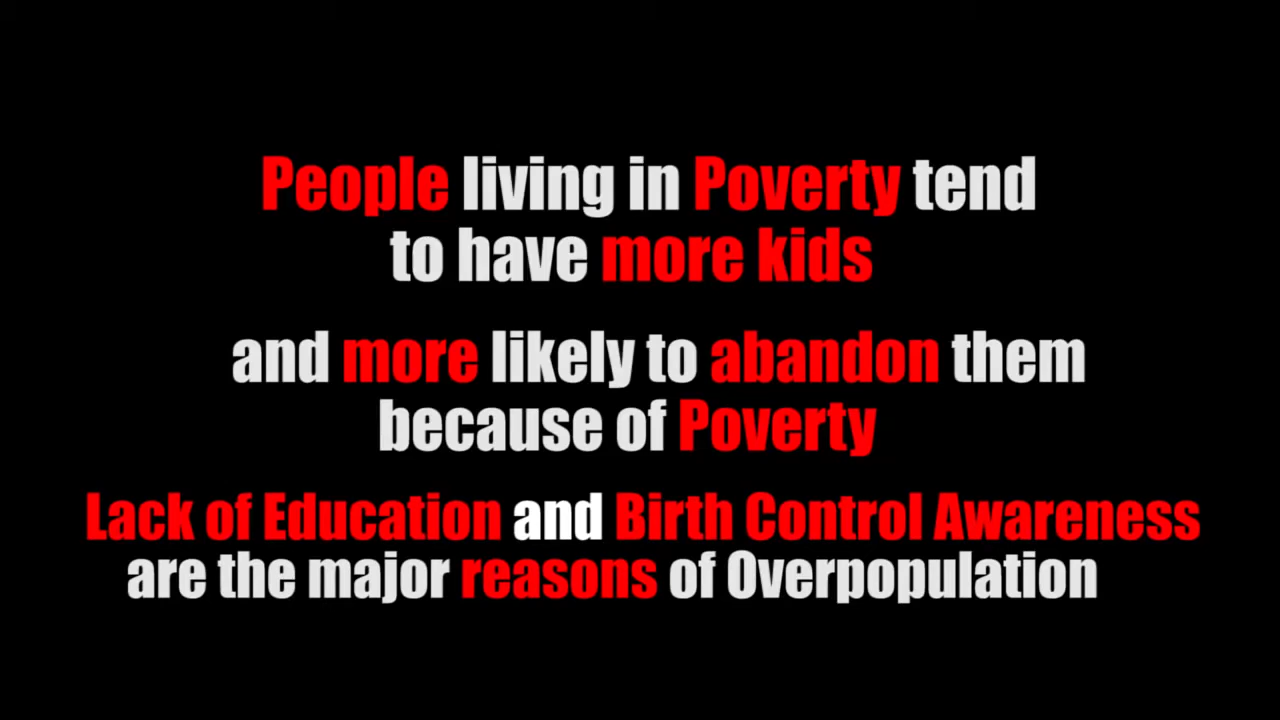 People living in Poverty tend
to have more kids
and more likely to abandon them
because of Poverty
Lack of Education and Birth Control Awareness
are the major reasons of Overpopulation